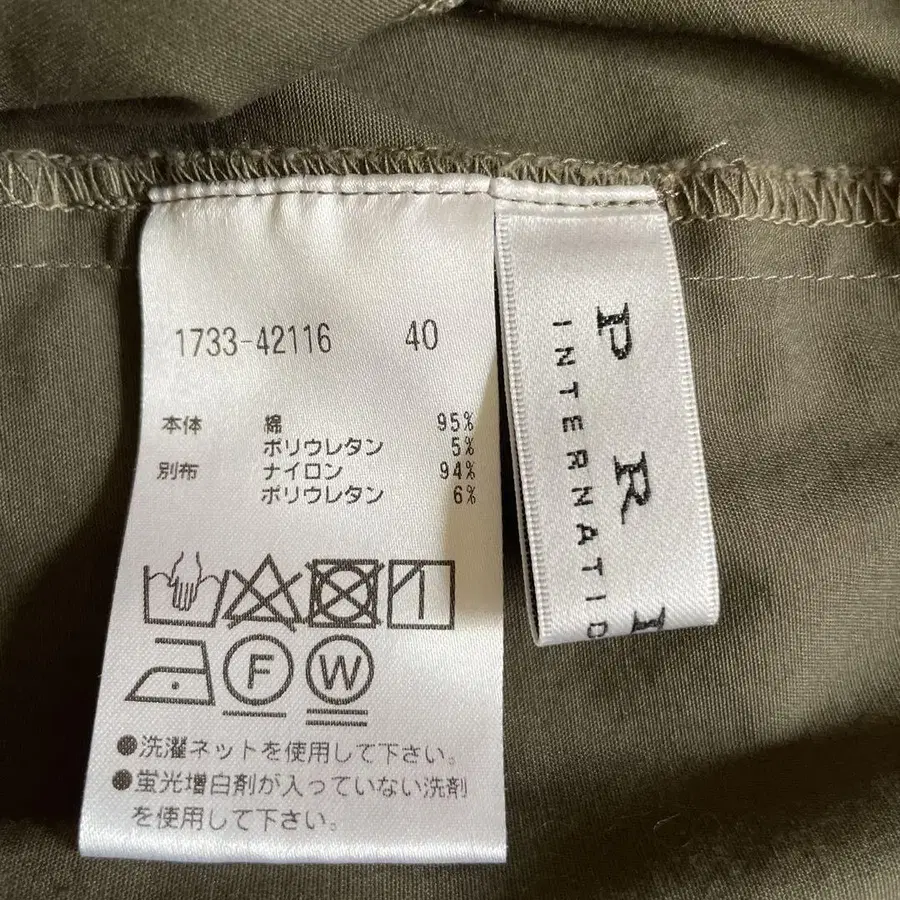 1733-42116 40
本体 綿 95%
ポリウレタン 5%
別布 ナイロン 94%
ポリウレタン 6%
F W
●洗濯ネットを使用して下さい。
●蛍光増白剤が入っていない洗剤
を使用して下さい。
P R I
INTERNATIO